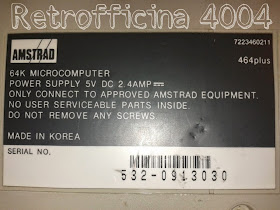 Retrofficina 4004
AMSTRAD
7223460211
464plus
64K MICROCOMPUTER
POWER SUPPLY 5V DC 2.4AMP ⎓
ONLY CONNECT TO APPROVED AMSTRAD EQUIPMENT.
NO USER SERVICEABLE PARTS INSIDE.
DO NOT REMOVE ANY SCREWS
MADE IN KOREA
SERIAL NO.
532-0913030